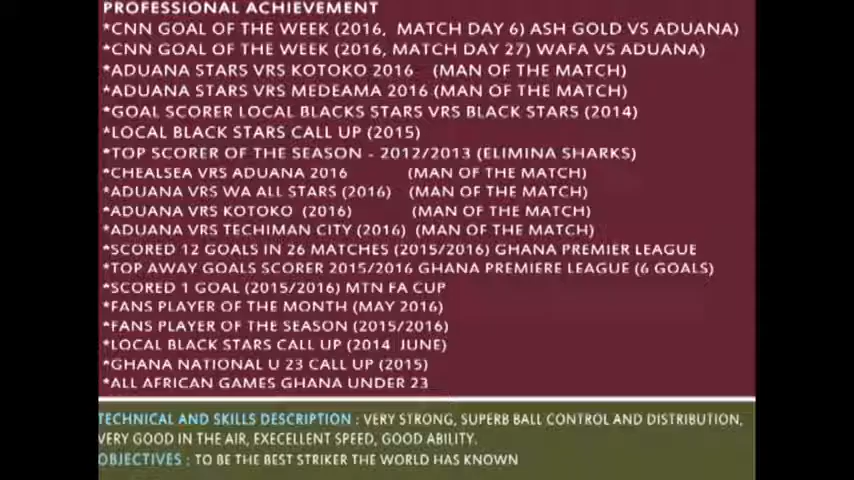 PROFESSIONAL ACHIEVEMENT
*CNN GOAL OF THE WEEK (2016, MATCH DAY 6) ASH GOLD VS ADUANA)
*CNN GOAL OF THE WEEK (2016, MATCH DAY 27) WAFA VS ADUANA)
*ADUANA STARS VRS KOTOKO 2016 (MAN OF THE MATCH)
*ADUANA STARS VRS MEDEAMA 2016 (MAN OF THE MATCH)
*GOAL SCORER LOCAL BLACKS STARS VRS BLACK STARS (2014)
*LOCAL BLACK STARS CALL UP (2015)
*TOP SCORER OF THE SEASON - 2012/2013 (ELIMINA SHARKS)
*CHEALSEA VRS ADUANA 2016 (MAN OF THE MATCH)
*ADUANA VRS WA ALL STARS (2016) (MAN OF THE MATCH)
*ADUANA VRS KOTOKO (2016) (MAN OF THE MATCH)
*ADUANA VRS TECHIMAN CITY (2016) (MAN OF THE MATCH)
*SCORED 12 GOALS IN 26 MATCHES (2015/2016) GHANA PREMIER LEAGUE
*TOP AWAY GOALS SCORER 2015/2016 GHANA PREMIERE LEAGUE (6 GOALS)
*SCORED 1 GOAL (2015/2016) MTN FA CUP
*FANS PLAYER OF THE MONTH (MAY 2016)
*FANS PLAYER OF THE SEASON (2015/2016)
*LOCAL BLACK STARS CALL UP (2014 JUNE)
*GHANA NATIONAL U 23 CALL UP (2015)
*ALL AFRICAN GAMES GHANA UNDER 23
TECHNICAL AND SKILLS DESCRIPTION : VERY STRONG, SUPERB BALL CONTROL AND DISTRIBUTION,
VERY GOOD IN THE AIR, EXECELLENT SPEED, GOOD ABILITY.
OBJECTIVES : TO BE THE BEST STRIKER THE WORLD HAS KNOWN